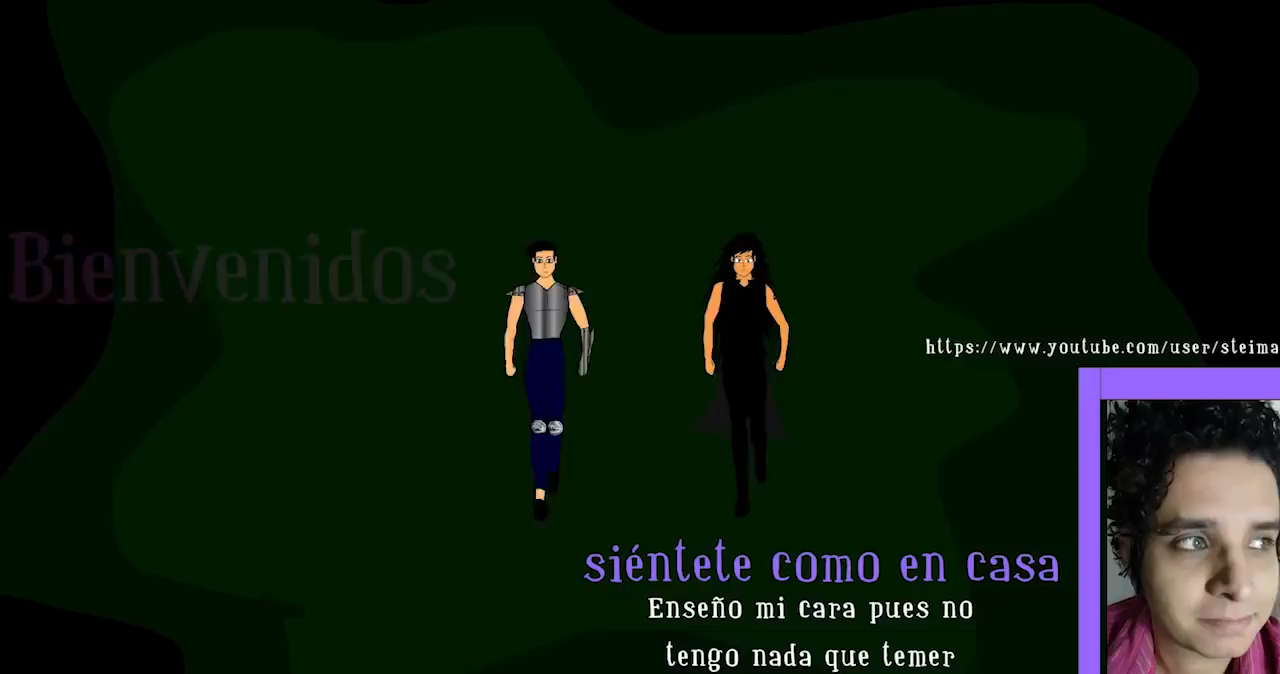 Bienvenidos
https://www.youtube.com/user/steima
siéntete como en casa
Enseño mi cara pues no
tengo nada que temer